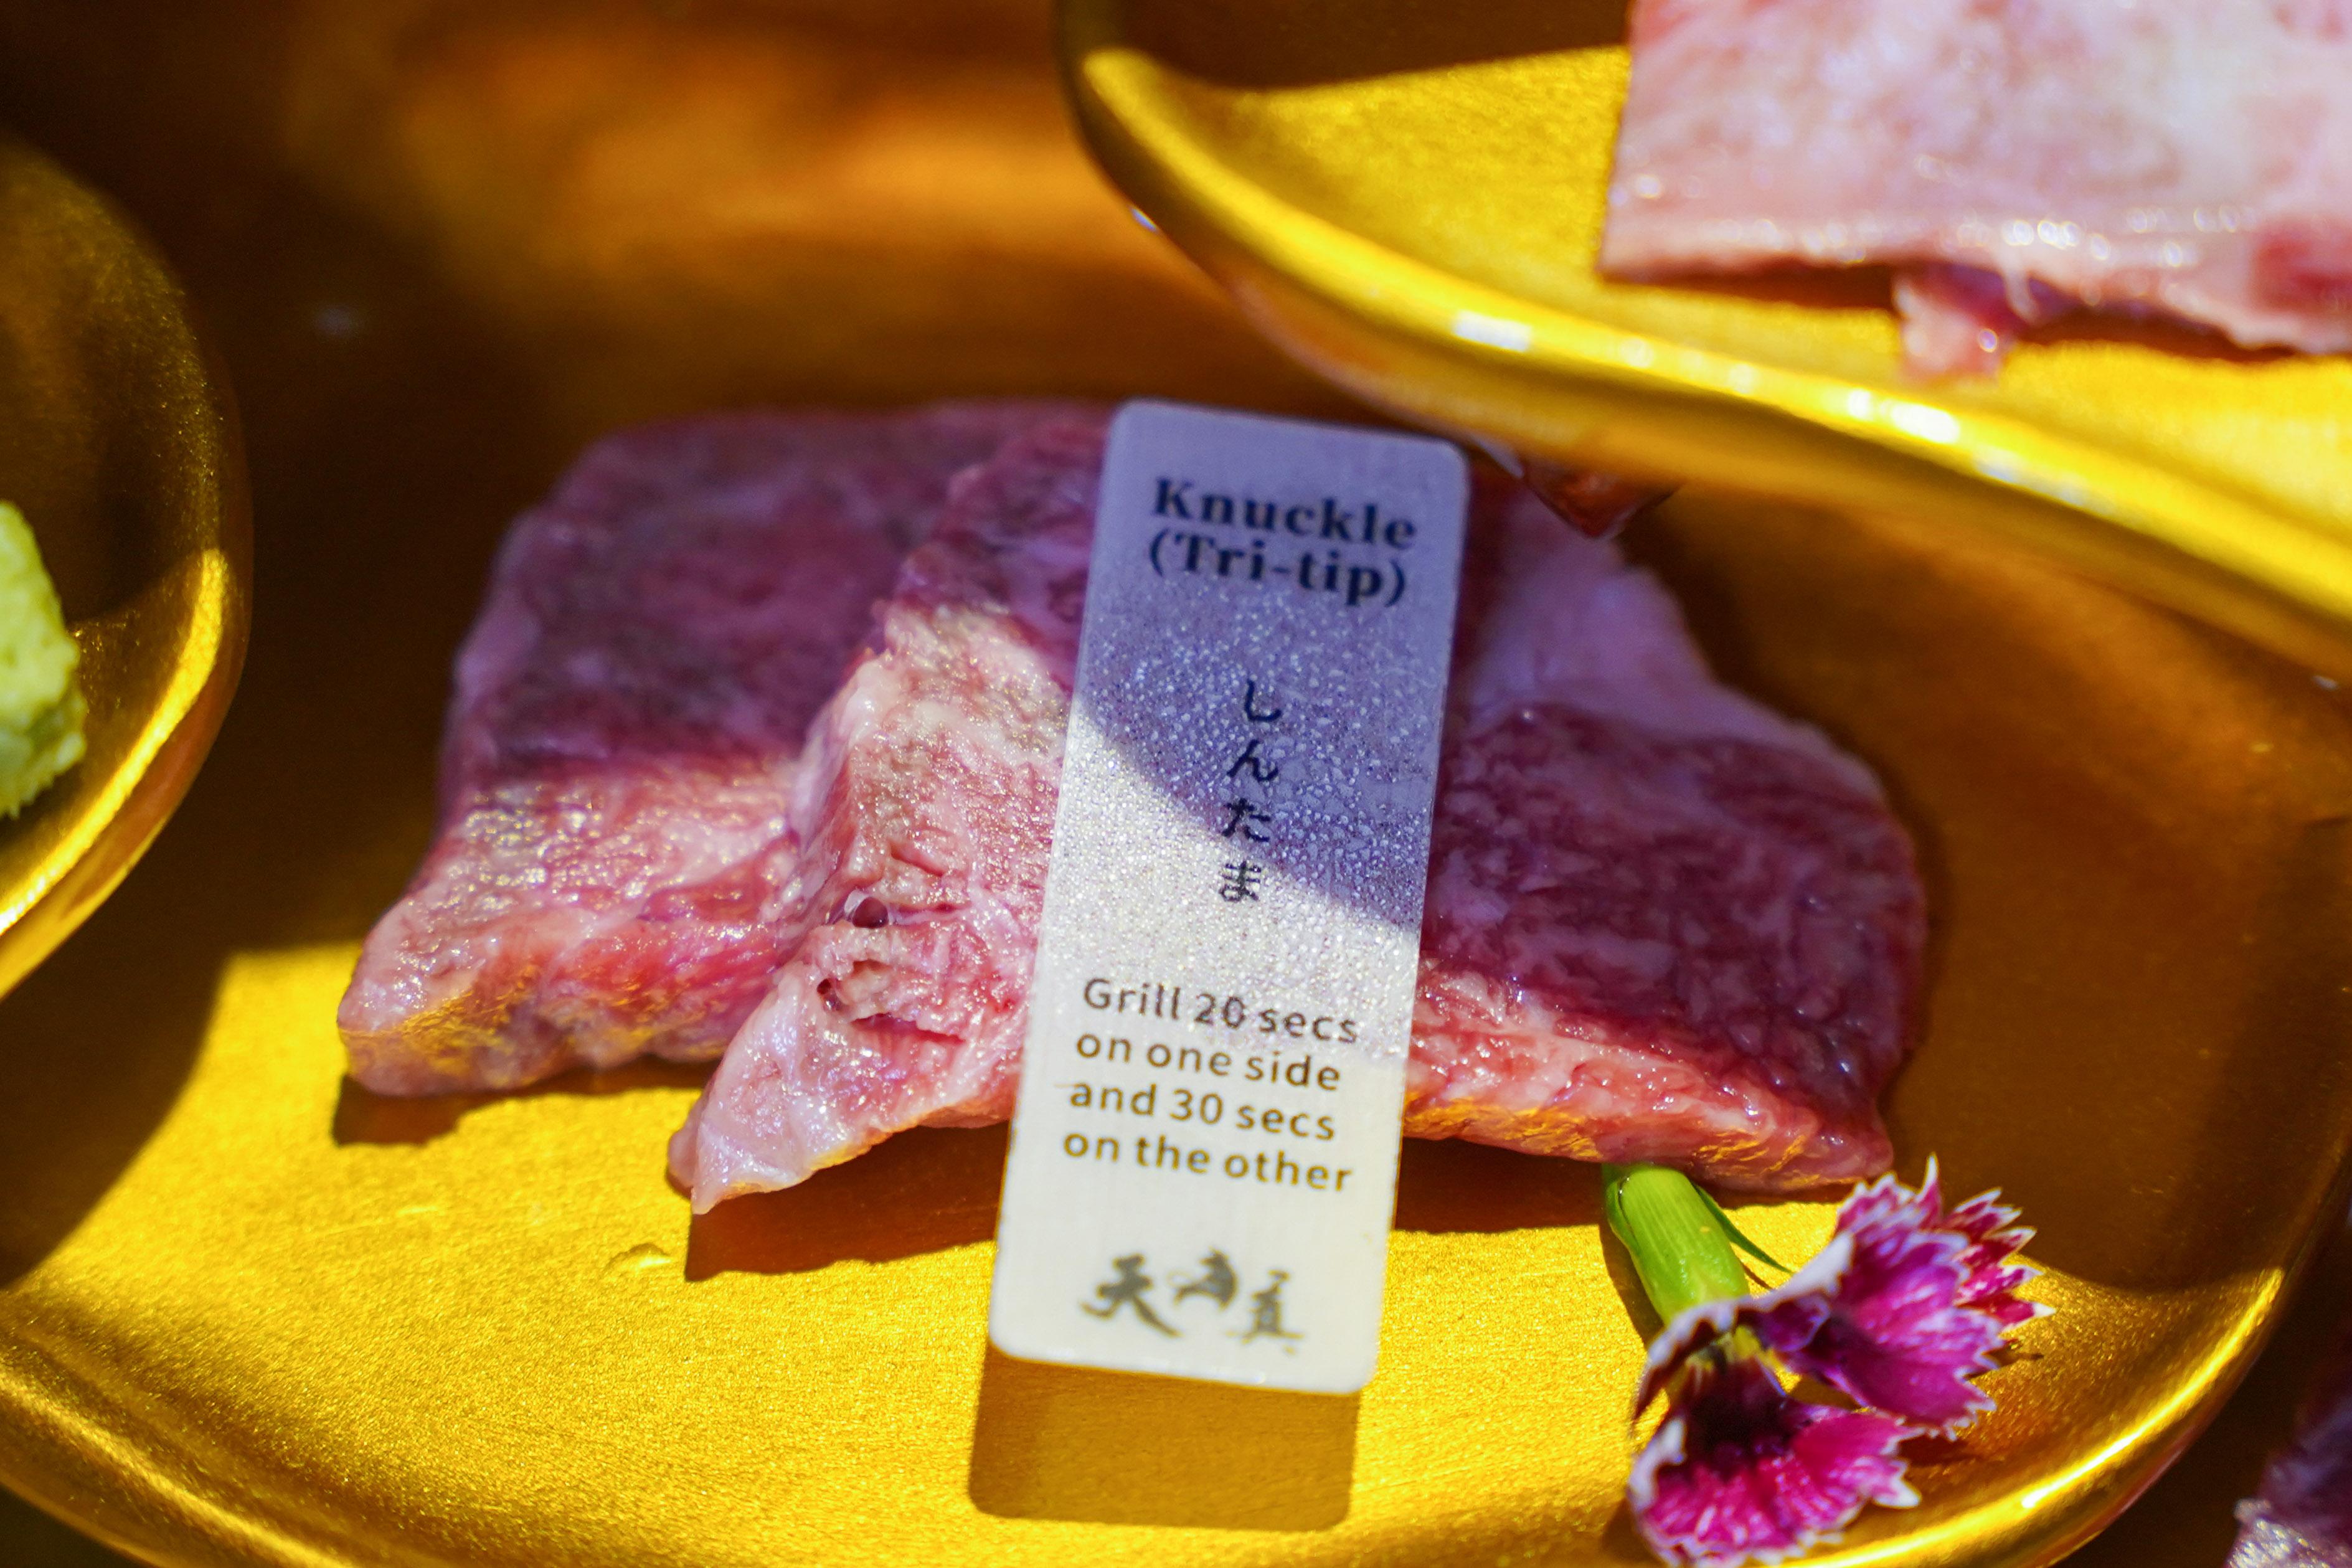 Knuckle
(Tri-tip)
しんたま
Grill 20 secs
on one side
and 30 secs
on the other